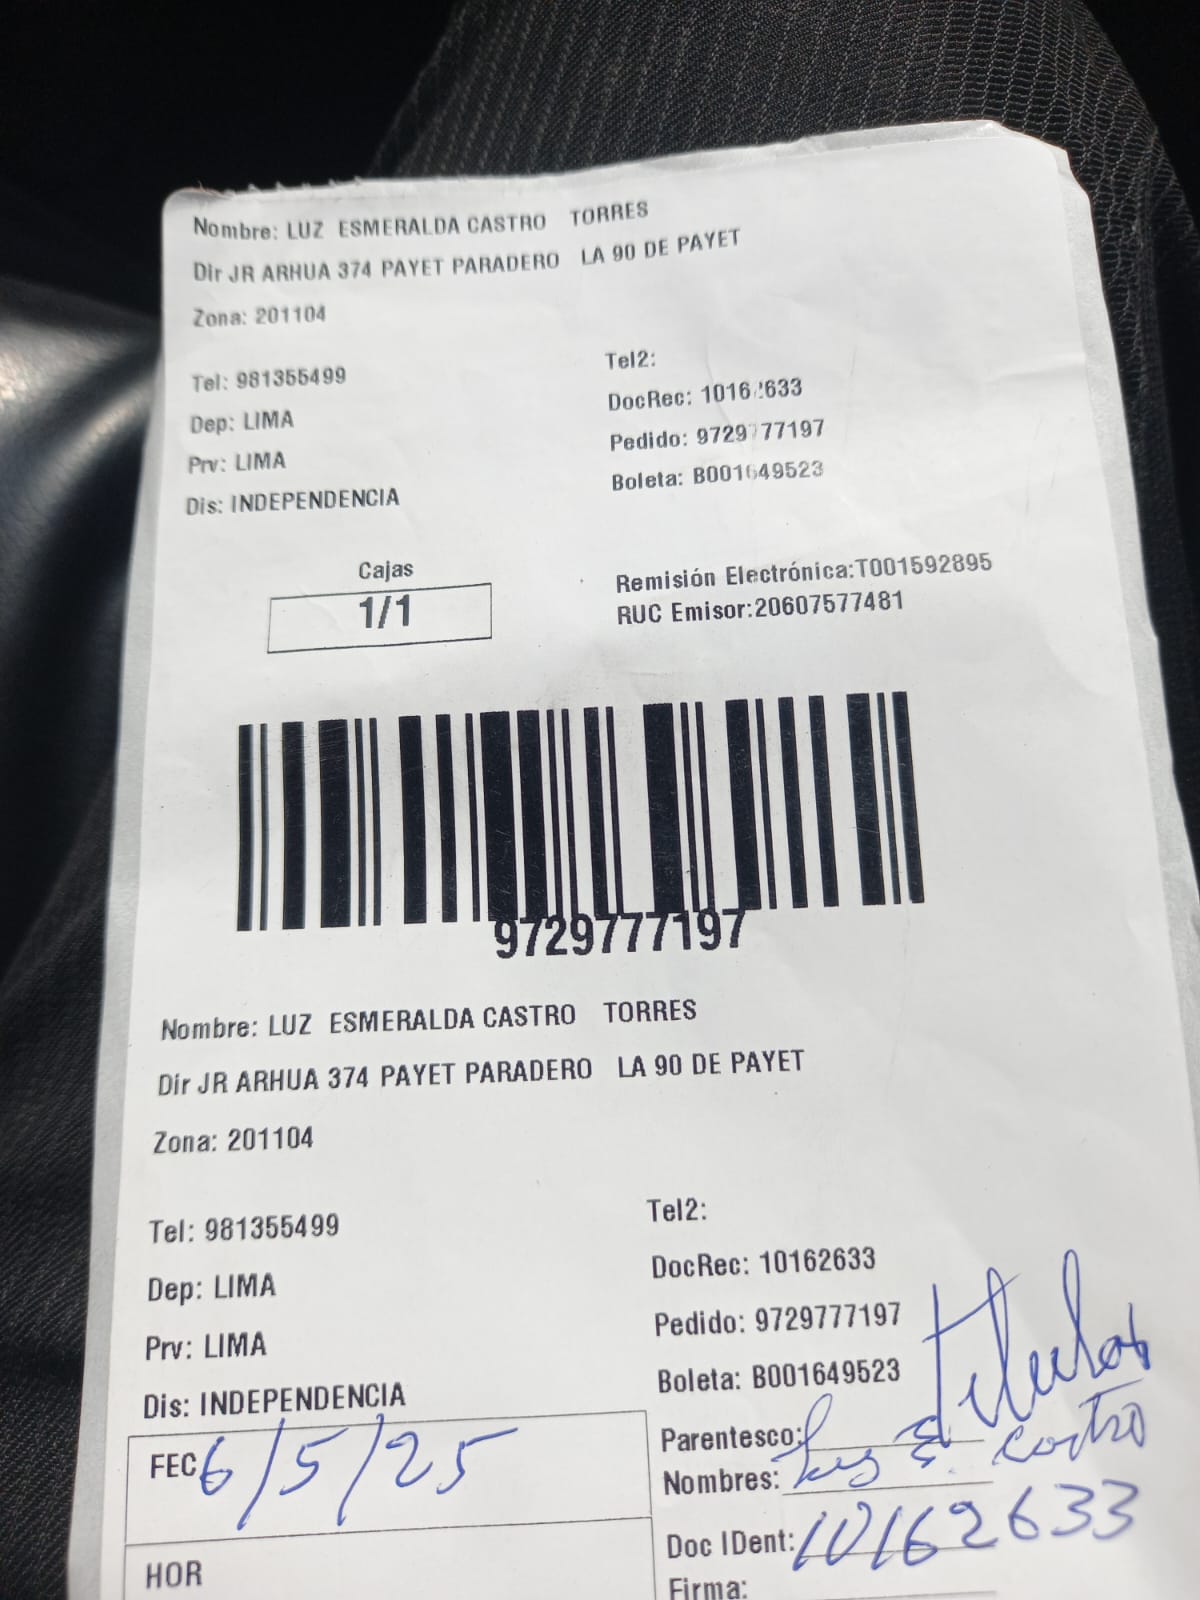 Nombre: LUZ ESMERALDA CASTRO TORRES
Dir JR ARHUA 374 PAYET PARADERO LA 90 DE PAYET
Zona: 201104
Tel: 981355499 Tel2:
Dep: LIMA DocRec: 10162633
Prv: LIMA Pedido: 9729777197
Dis: INDEPENDENCIA Boleta: B001649523
Cajas
1/1
Remisión Electrónica:T001592895
RUC Emisor:20607577481
9729777197
Nombre: LUZ ESMERALDA CASTRO TORRES
Dir JR ARHUA 374 PAYET PARADERO LA 90 DE PAYET
Zona: 201104
Tel: 981355499 Tel2:
Dep: LIMA DocRec: 10162633
Prv: LIMA Pedido: 9729777197
Dis: INDEPENDENCIA Boleta: B001649523
FEC 6/5/25
Parentesco: titular
Nombres: Luz E. Castro
Doc IDent: 10162633
HOR
Firma: